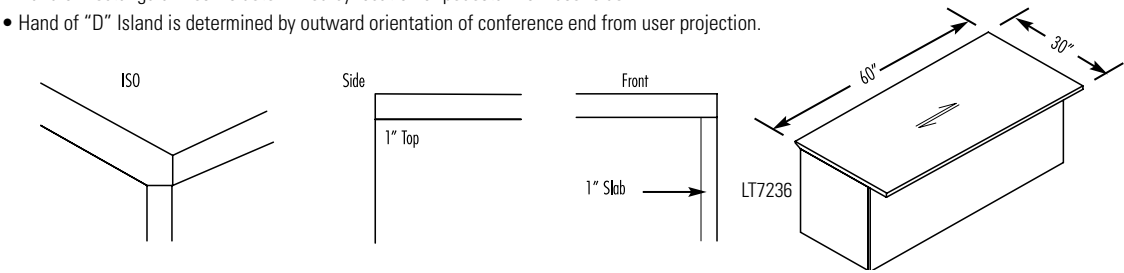 • Hand of “D” Island is determined by outward orientation of conference end from user projection.
ISO
Side
Front
60”
30”
1” Top
1” Slab
LT7236